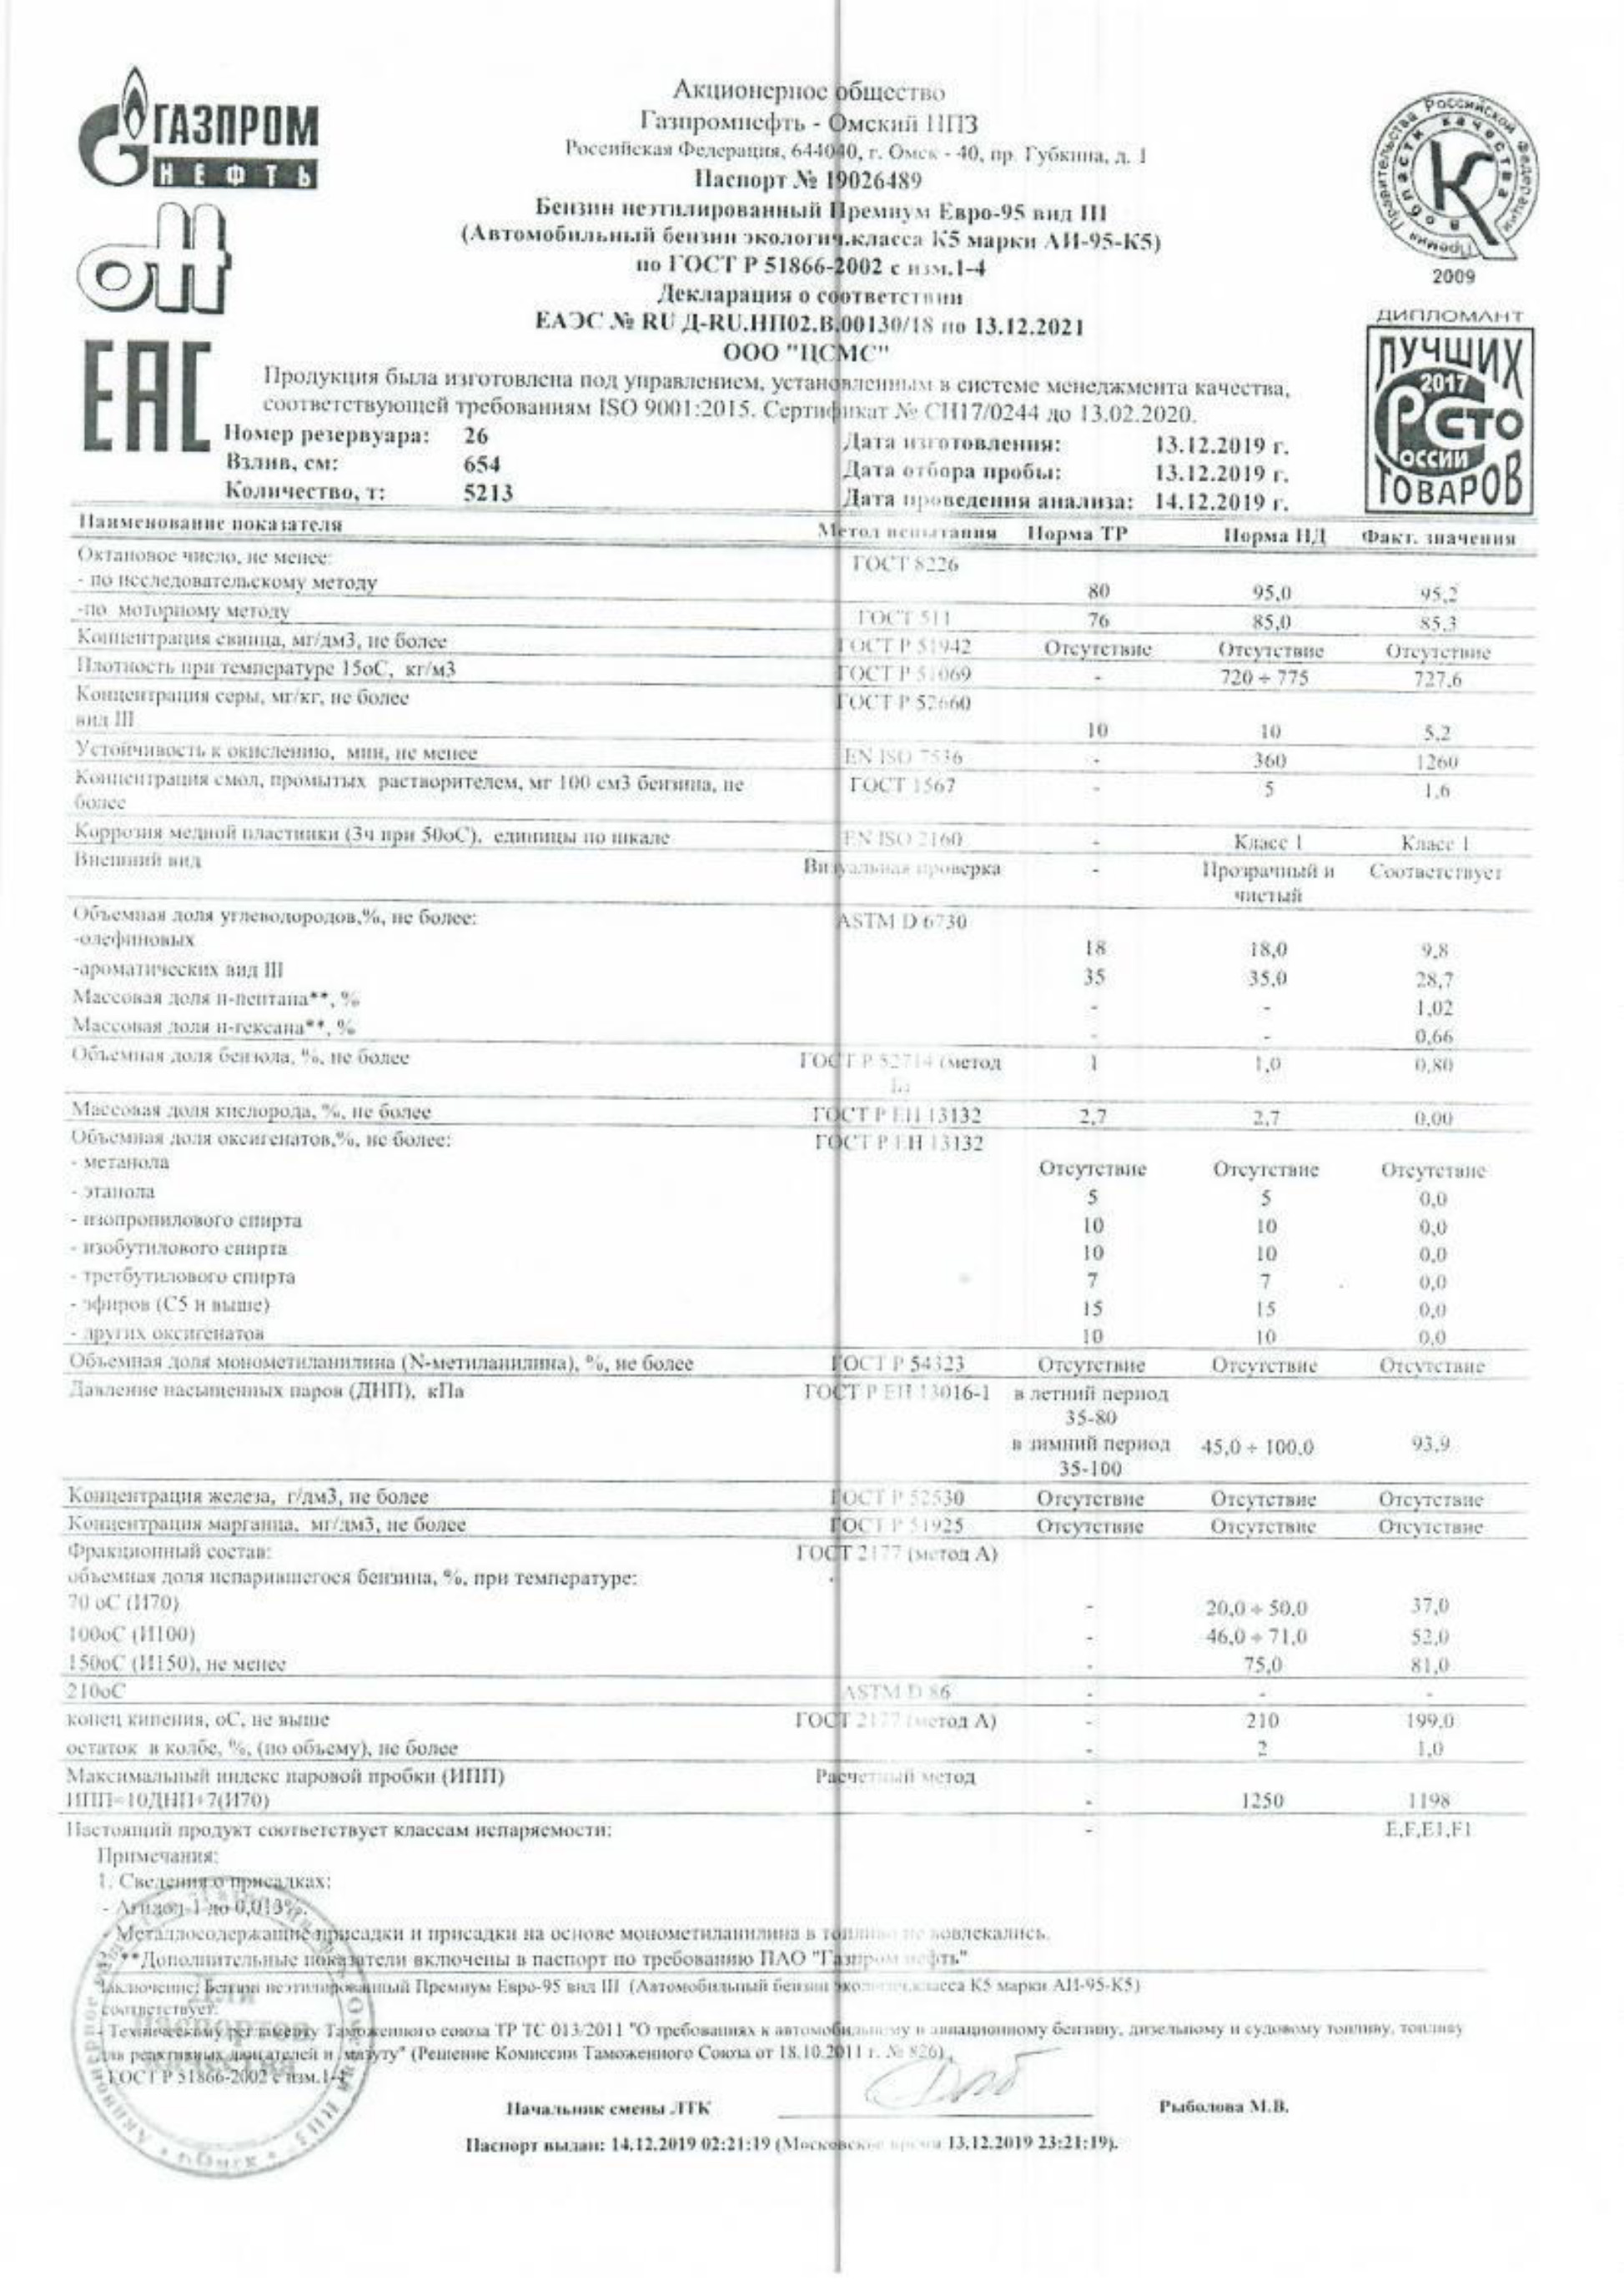 ГАЗПРОМ
НЕФТЬ
Акционерное общество
Газпромнефть - Омский НПЗ
Российская Федерация, 644040, г. Омск - 40, пр. Губкина, д. 1
Паспорт № 19026489
Бензин неэтилированный Премиум Евро-95 вид III
(Автомобильный бензин экологич.класса К5 марки АИ-95-К5)
по ГОСТ Р 51866-2002 с изм.1-4
Декларация о соответствии
ЕАЭС № RU Д-RU.НП02.В.00130/18 по 13.12.2021
ООО "ЦСМС"
Правительства Российской Федерации
в области качества
Премии
К
2009
ДИПЛОМАНТ
ЛУЧШИХ
2017
СТО
РОССИИ
ТОВАРОВ
ЕАС
Продукция была изготовлена под управлением, установленным в системе менеджмента качества,
соответствующей требованиям ISO 9001:2015. Сертификат № СН17/0244 до 13.02.2020.
Номер резервуара: 26 Дата изготовления: 13.12.2019 г.
Взлив, см: 654 Дата отбора пробы: 13.12.2019 г.
Количество, т: 5213 Дата проведения анализа: 14.12.2019 г.
Наименование показателя Метод испытания Норма ТР Норма НД Факт. значения
Октановое число, не менее: ГОСТ 8226
- по исследовательскому методу 80 95,0 95,2
-по моторному методу ГОСТ 511 76 85,0 85,3
Концентрация свинца, мг/дм3, не более ГОСТ Р 51942 Отсутствие Отсутствие Отсутствие
Плотность при температуре 15оС, кг/м3 ГОСТ Р 51069 - 720 ÷ 775 727,6
Концентрация серы, мг/кг, не более ГОСТ Р 52660
вид III 10 10 5,2
Устойчивость к окислению, мин, не менее EN ISO 7536 - 360 1260
Концентрация смол, промытых растворителем, мг 100 см3 бензина, не ГОСТ 1567 - 5 1,6
более
Коррозия медной пластинки (3ч при 50оС), единицы по шкале EN ISO 2160 - Класс 1 Класс 1
Внешний вид Визуальная проверка - Прозрачный и Соответствует
чистый
Объемная доля углеводородов,%, не более: ASTM D 6730
-олефиновых 18 18,0 9,8
-ароматических вид III 35 35,0 28,7
Массовая доля н-пентана**, % - - 1,02
Массовая доля н-гексана**, % - - 0,66
Объемная доля бензола, %, не более ГОСТ Р 52714 (метод 1 1,0 0,80
Массовая доля кислорода, %, не более ГОСТ Р ЕН 13132 2,7 2,7 0,00
Объемная доля оксигенатов,%, не более: ГОСТ Р ЕН 13132
- метанола Отсутствие Отсутствие Отсутствие
- этанола 5 5 0,0
- изопропилового спирта 10 10 0,0
- изобутилового спирта 10 10 0,0
- третбутилового спирта 7 7 0,0
- эфиров (С5 и выше) 15 15 0,0
- других оксигенатов 10 10 0,0
Объемная доля монометиланилина (N-метиланилина), %, не более ГОСТ Р 54323 Отсутствие Отсутствие Отсутствие
Давление насыщенных паров (ДНП), кПа ГОСТ Р ЕН 13016-1 в летний период
35-80
в зимний период 45,0 ÷ 100,0 93,9
35-100
Концентрация железа, г/дм3, не более ГОСТ Р 52530 Отсутствие Отсутствие Отсутствие
Концентрация марганца, мг/дм3, не более ГОСТ Р 51925 Отсутствие Отсутствие Отсутствие
Фракционный состав: ГОСТ 2177 (метод А)
объемная доля испарившегося бензина, %, при температуре:
70 оС (И70) - 20,0 ÷ 50,0 37,0
100оС (И100) - 46,0 ÷ 71,0 52,0
150оС (И150), не менее - 75,0 81,0
210оС ASTM D 86 - - -
конец кипения, оС, не выше ГОСТ 2177 (метод А) - 210 199,0
остаток в колбе, %, (по объему), не более - 2 1,0
Максимальный индекс паровой пробки (ИПП) Расчетный метод
ИПП=10ДНП+7(И70) - 1250 1198
Настоящий продукт соответствует классам испаряемости: - E,F,E1,F1
Примечания:
1. Сведения о присадках:
- Агидол-1 до 0,013%.
- Металлосодержащие присадки и присадки на основе монометиланилина в топливо не вовлекались.
**Дополнительные показатели включены в паспорт по требованию ПАО "Газпром нефть"
Заключение: Бензин неэтилированный Премиум Евро-95 вид III (Автомобильный бензин экологич.класса К5 марки АИ-95-К5)
соответствует:
- Техническому регламенту Таможенного союза ТР ТС 013/2011 "О требованиях к автомобильному и авиационному бензину, дизельному и судовому топливу, топливу
для реактивных двигателей и мазуту" (Решение Комиссии Таможенного Союза от 18.10.2011 г. № 826),
- ГОСТ Р 51866-2002 с изм.1-4
Для
паспортов
Начальник смены ЛТК Рыболова М.В.
Паспорт выдан: 14.12.2019 02:21:19 (Московское время 13.12.2019 23:21:19).